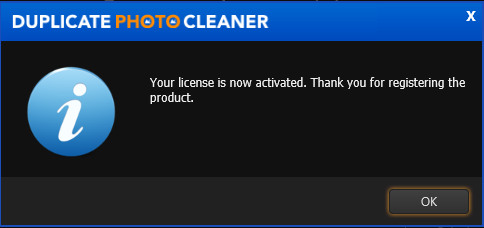 DUPLICATE PHOTO CLEANER
X
i
Your license is now activated. Thank you for registering the
product.
OK